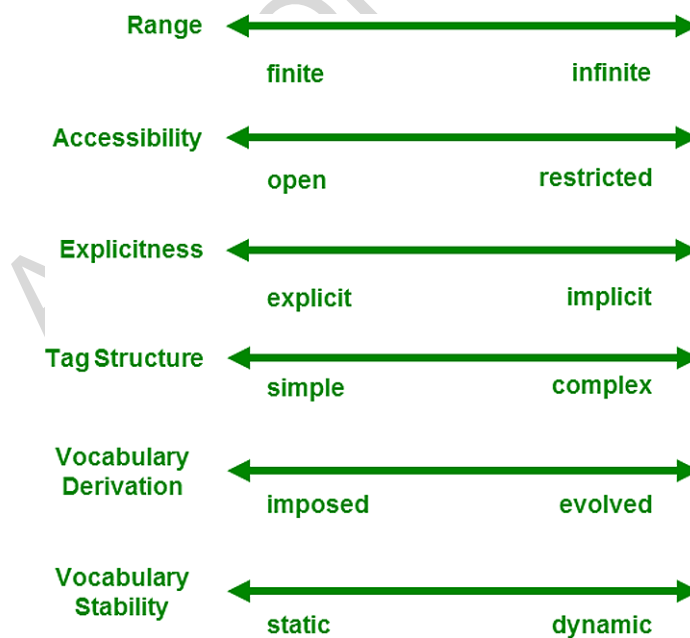 Range
finite infinite
Accessibility
open restricted
Explicitness
explicit implicit
Tag Structure
simple complex
Vocabulary
Derivation
imposed evolved
Vocabulary
Stability
static dynamic